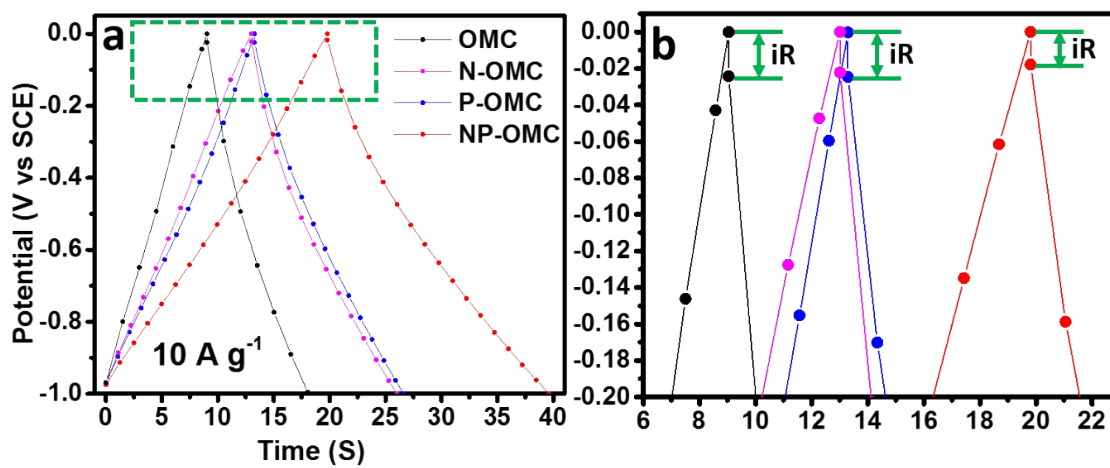 a
OMC
N-OMC
P-OMC
NP-OMC
10 A g⁻¹
0.0
-0.2
-0.4
-0.6
-0.8
-1.0
Potential (V vs SCE)
0 5 10 15 20 25 30 35 40
Time (S)
b
iR iR iR
-0.00
-0.02
-0.04
-0.06
-0.08
-0.10
-0.12
-0.14
-0.16
-0.18
-0.20
6 8 10 12 14 16 18 20 22